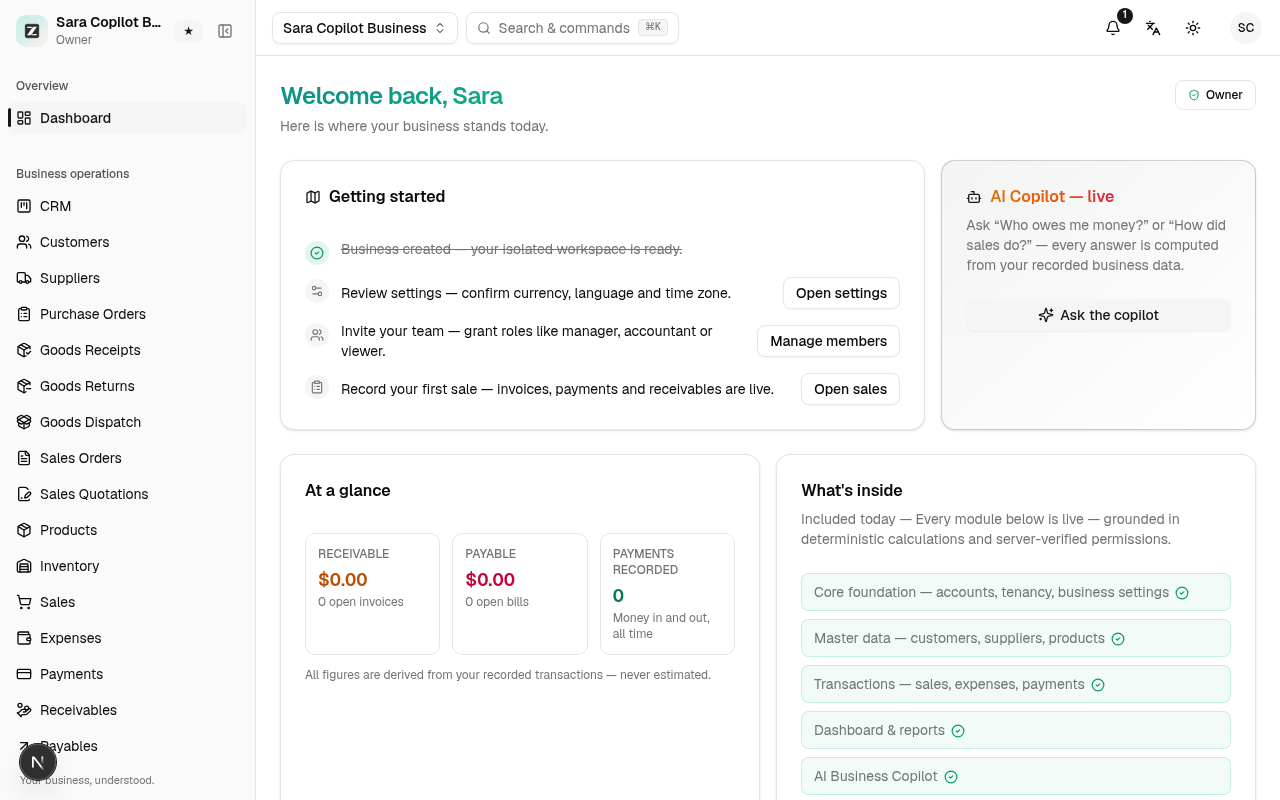 Sara Copilot B...
Owner
Overview
Dashboard
Business operations
CRM
Customers
Suppliers
Purchase Orders
Goods Receipts
Goods Returns
Goods Dispatch
Sales Orders
Sales Quotations
Products
Inventory
Sales
Expenses
Payments
Receivables
Payables
Your business, understood.
Sara Copilot Business
Search & commands
⌘K
1
SC
Welcome back, Sara
Here is where your business stands today.
Owner
Getting started
Business created — your isolated workspace is ready.
Review settings — confirm currency, language and time zone.
Open settings
Invite your team — grant roles like manager, accountant or
viewer.
Manage members
Record your first sale — invoices, payments and receivables are live.
Open sales
AI Copilot — live
Ask “Who owes me money?” or “How did
sales do?” — every answer is computed
from your recorded business data.
Ask the copilot
At a glance
RECEIVABLE
$0.00
0 open invoices
PAYABLE
$0.00
0 open bills
PAYMENTS
RECORDED
0
Money in and out,
all time
All figures are derived from your recorded transactions — never estimated.
What's inside
Included today — Every module below is live — grounded in
deterministic calculations and server-verified permissions.
Core foundation — accounts, tenancy, business settings
Master data — customers, suppliers, products
Transactions — sales, expenses, payments
Dashboard & reports
AI Business Copilot